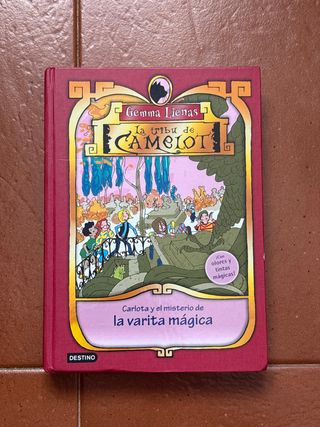 Gemma Lienas
La tribu de
CAMELOT
¡Con
olores y
tintas
mágicas!
Carlota y el misterio de
la varita mágica
DESTINO